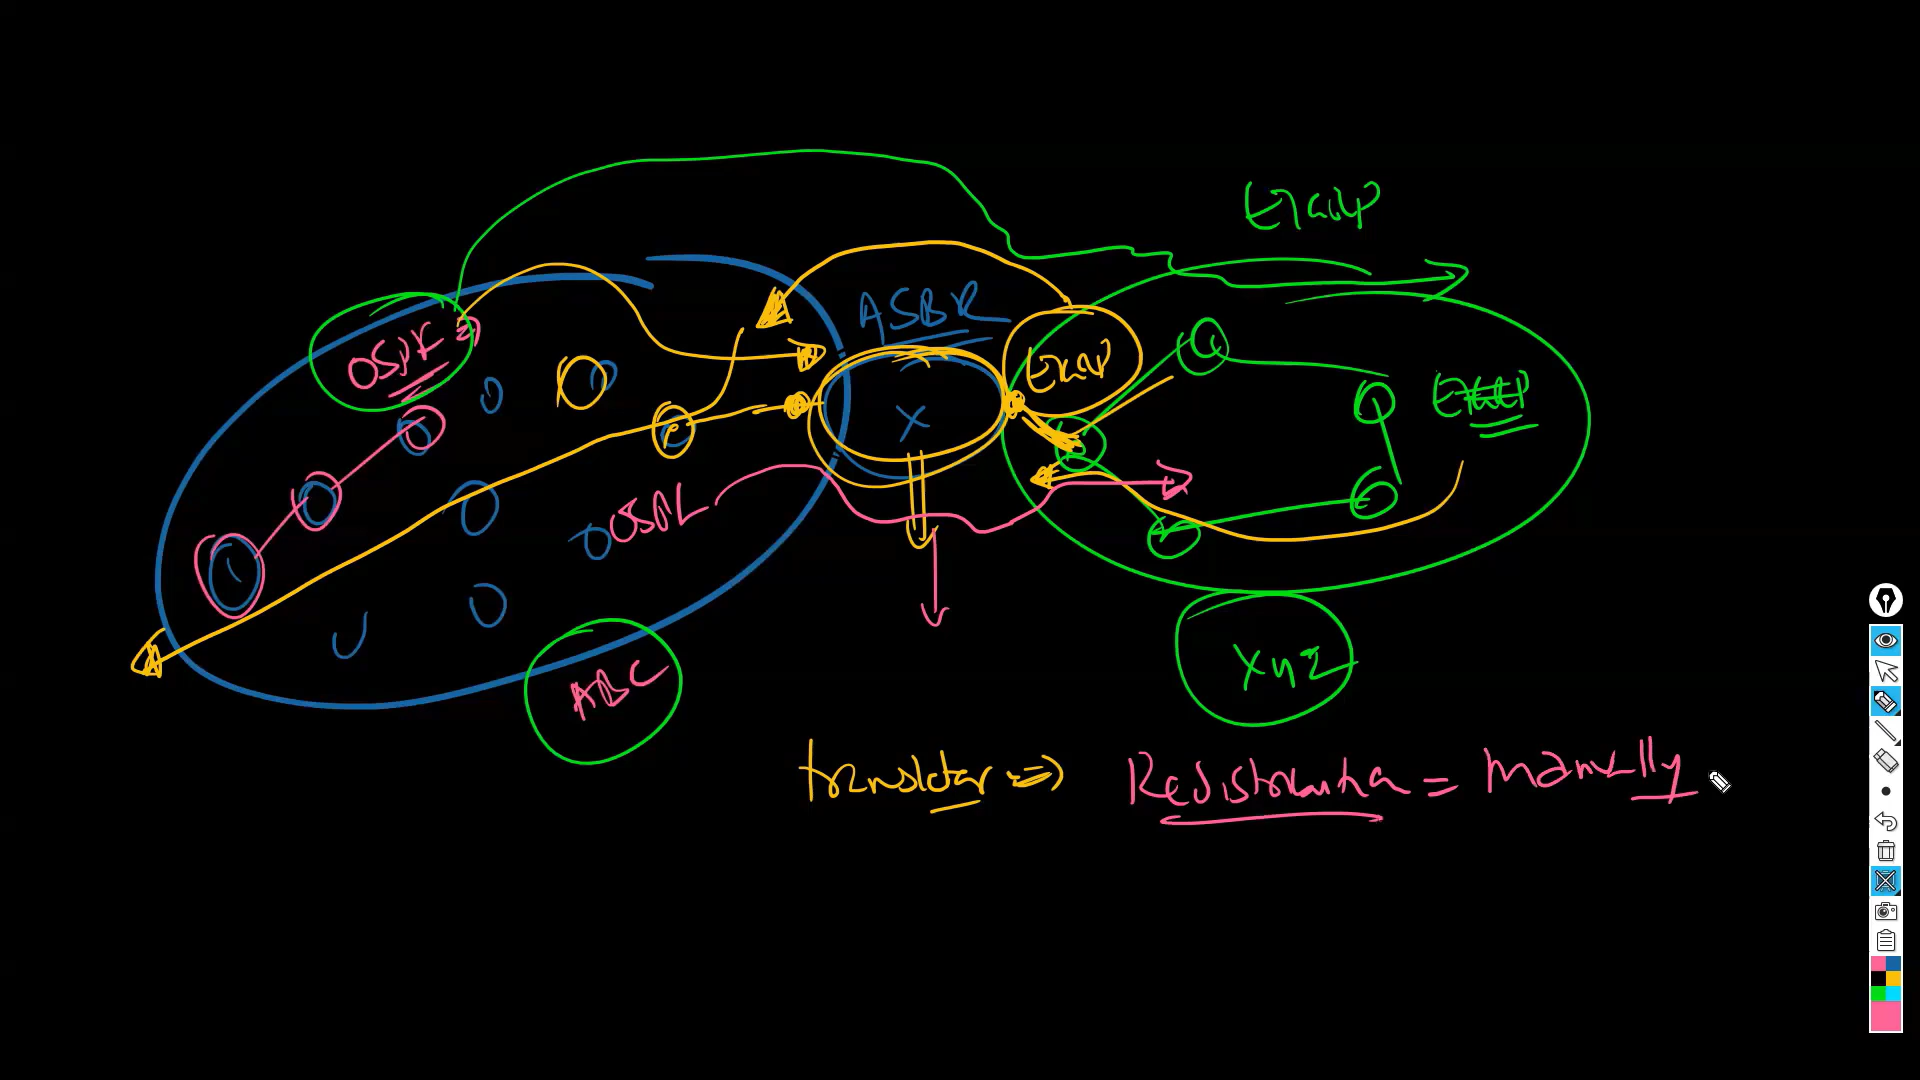 EIGRP
ASBR
OSPF
EIGRP
EIGRP
X
OSPF
ABC
XYZ
translator ⇒ Redistribution = manually